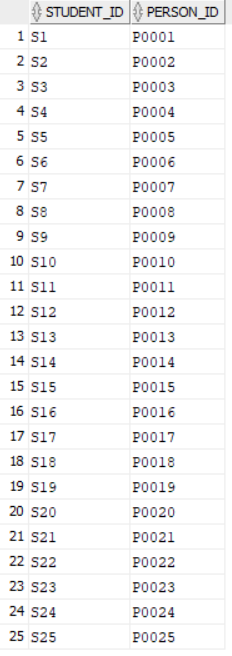 STUDENT_ID PERSON_ID
1 S1 P0001
2 S2 P0002
3 S3 P0003
4 S4 P0004
5 S5 P0005
6 S6 P0006
7 S7 P0007
8 S8 P0008
9 S9 P0009
10 S10 P0010
11 S11 P0011
12 S12 P0012
13 S13 P0013
14 S14 P0014
15 S15 P0015
16 S16 P0016
17 S17 P0017
18 S18 P0018
19 S19 P0019
20 S20 P0020
21 S21 P0021
22 S22 P0022
23 S23 P0023
24 S24 P0024
25 S25 P0025